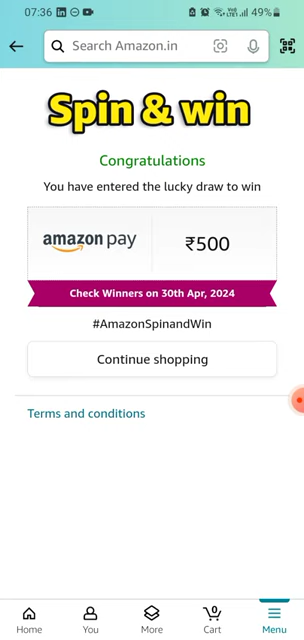 07:36 49%
Search Amazon.in
Spin & win
Congratulations
You have entered the lucky draw to win
amazon pay ₹500
Check Winners on 30th Apr, 2024
#AmazonSpinandWin
Continue shopping
Terms and conditions
0
Home You More Cart Menu